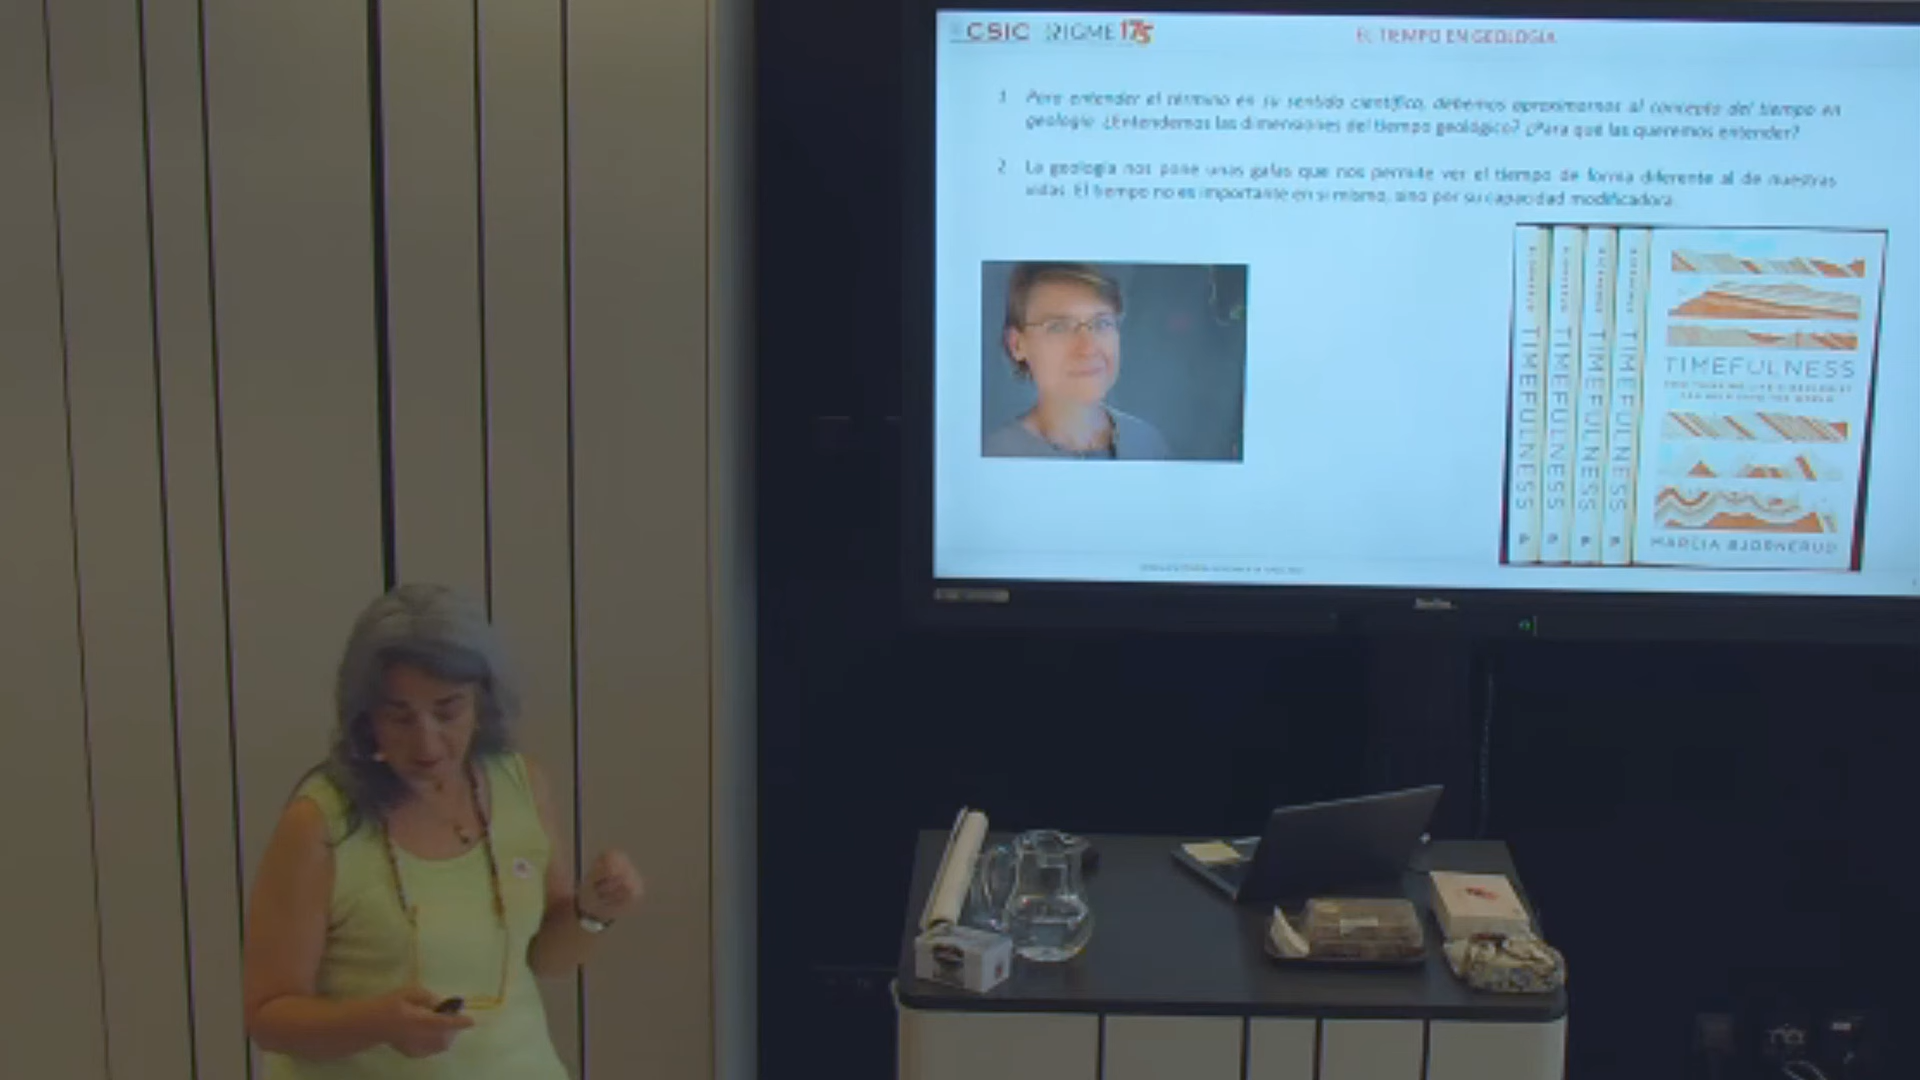 CSIC IGME 175
EL TIEMPO EN GEOLOGÍA
1 Para entender el término en su sentido científico, debemos aproximarnos al concepto del tiempo en
geología. ¿Entendemos las dimensiones del tiempo geológico? ¿Para qué las queremos entender?
2 La geología nos pone unas gafas que nos permite ver el tiempo de forma diferente al de nuestras
vidas. El tiempo no es importante en si mismo, sino por su capacidad modificadora.
TIMEFULNESS
TIMEFULNESS
TIMEFULNESS
TIMEFULNESS
TIMEFULNESS
MARCIA BJORNERUD